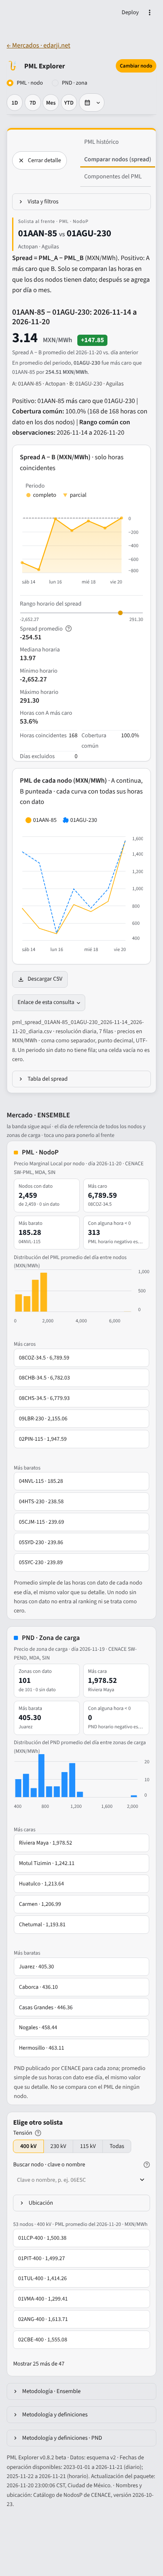 Deploy
← Mercados · edarji.net
PML Explorer
Cambiar nodo
PML · nodo
PND · zona
1D
7D
Mes
YTD
Cerrar detalle
PML histórico
Comparar nodos (spread)
Componentes del PML
Vista y filtros
Solista al frente · PML · NodoP
01AAN-85 vs 01AGU-230
Actopan · Aguilas
Spread = PML_A − PML_B (MXN/MWh). Positivo: A
más caro que B. Solo se comparan las horas en
que los dos nodos tienen dato; después se agrega
por día o mes.
01AAN-85 − 01AGU-230: 2026-11-14 a
2026-11-20
3.14 MXN/MWh +147.85
Spread A − B promedio del 2026-11-20 vs. día anterior
En promedio del periodo, 01AGU-230 fue más caro que
01AAN-85 por 254.51 MXN/MWh.
A: 01AAN-85 · Actopan · B: 01AGU-230 · Aguilas
Positivo: 01AAN-85 más caro que 01AGU-230 |
Cobertura común: 100.0% (168 de 168 horas con
dato en los dos nodos) | Rango común con
observaciones: 2026-11-14 a 2026-11-20
Spread A − B (MXN/MWh) · solo horas
coincidentes
Periodo
completo
parcial
0
−200
−400
−600
−800
sáb 14
lun 16
mié 18
vie 20
Rango horario del spread
-2,652.27
291.30
Spread promedio
-254.51
Mediana horaria
13.97
Mínimo horario
-2,652.27
Máximo horario
291.30
Horas con A más caro
53.6%
Horas coincidentes 168
Cobertura común 100.0%
Días excluidos 0
PML de cada nodo (MXN/MWh) · A continua,
B punteada · cada curva con todas sus horas
con dato
01AAN-85
01AGU-230
1,600
1,400
1,200
1,000
800
600
400
sáb 14
lun 16
mié 18
vie 20
Descargar CSV
Enlace de esta consulta
pml_spread_01AAN-85_01AGU-230_2026-11-14_2026-
11-20_diaria.csv · resolución diaria, 7 filas · precios en
MXN/MWh · coma como separador, punto decimal, UTF-
8. Un periodo sin dato no tiene fila; una celda vacía no es
cero.
Tabla del spread
Mercado · ENSEMBLE
la banda sigue aquí · el día de referencia de todos los nodos y
zonas de carga · toca uno para ponerlo al frente
PML · NodoP
Precio Marginal Local por nodo · día 2026-11-20 · CENACE
SW-PML, MDA, SIN
Nodos con dato
2,459
de 2,459 · 0 sin dato
Más caro
6,789.59
08COZ-34.5
Más barato
185.28
04NVL-115
Con alguna hora < 0
313
PML horario negativo es…
Distribución del PML promedio del día entre nodos
(MXN/MWh)
1,000
500
0
0
2,000
4,000
6,000
Más caros
08COZ-34.5 · 6,789.59
08CHB-34.5 · 6,782.03
08CHS-34.5 · 6,779.93
09LBR-230 · 2,155.06
02PIN-115 · 1,947.59
Más baratos
04NVL-115 · 185.28
04HTS-230 · 238.58
05CJM-115 · 239.69
05SYD-230 · 239.86
05SYC-230 · 239.89
Promedio simple de las horas con dato de cada nodo
ese día, el mismo valor que su detalle. Un nodo sin
horas con dato no entra al ranking ni se trata como
cero.
PND · Zona de carga
Precio de zona de carga · día 2026-11-19 · CENACE SW-
PEND, MDA, SIN
Zonas con dato
101
de 101 · 0 sin dato
Más cara
1,978.52
Riviera Maya
Más barata
405.30
Juarez
Con alguna hora < 0
0
PND horario negativo es…
Distribución del PND promedio del día entre zonas de carga
(MXN/MWh)
20
10
0
400
800
1,200
1,600
2,000
Más caras
Riviera Maya · 1,978.52
Motul Tizimin · 1,242.11
Huatulco · 1,213.64
Carmen · 1,206.99
Chetumal · 1,193.81
Más baratas
Juarez · 405.30
Caborca · 436.10
Casas Grandes · 446.36
Nogales · 458.44
Hermosillo · 463.11
PND publicado por CENACE para cada zona; promedio
simple de sus horas con dato ese día, el mismo valor
que su detalle. No se compara con el PML de ningún
nodo.
Elige otro solista
Tensión
400 kV
230 kV
115 kV
Todas
Buscar nodo · clave o nombre
Clave o nombre, p. ej. 06ESC
Ubicación
53 nodos · 400 kV · PML promedio del 2026-11-20 · MXN/MWh
01LCP-400 · 1,500.38
01PIT-400 · 1,499.27
01TUL-400 · 1,414.26
01VMA-400 · 1,299.41
02ANG-400 · 1,613.71
02CBE-400 · 1,555.08
Mostrar 25 más de 47
Metodología · Ensemble
Metodología y definiciones
Metodología y definiciones · PND
PML Explorer v0.8.2 beta · Datos: esquema v2 · Fechas de
operación disponibles: 2023-01-01 a 2026-11-21 (diario);
2025-11-22 a 2026-11-21 (horario). Actualización del paquete:
2026-11-20 23:00:06 CST, Ciudad de México. · Nombres y
ubicación: Catálogo de NodosP de CENACE, versión 2026-10-
23.